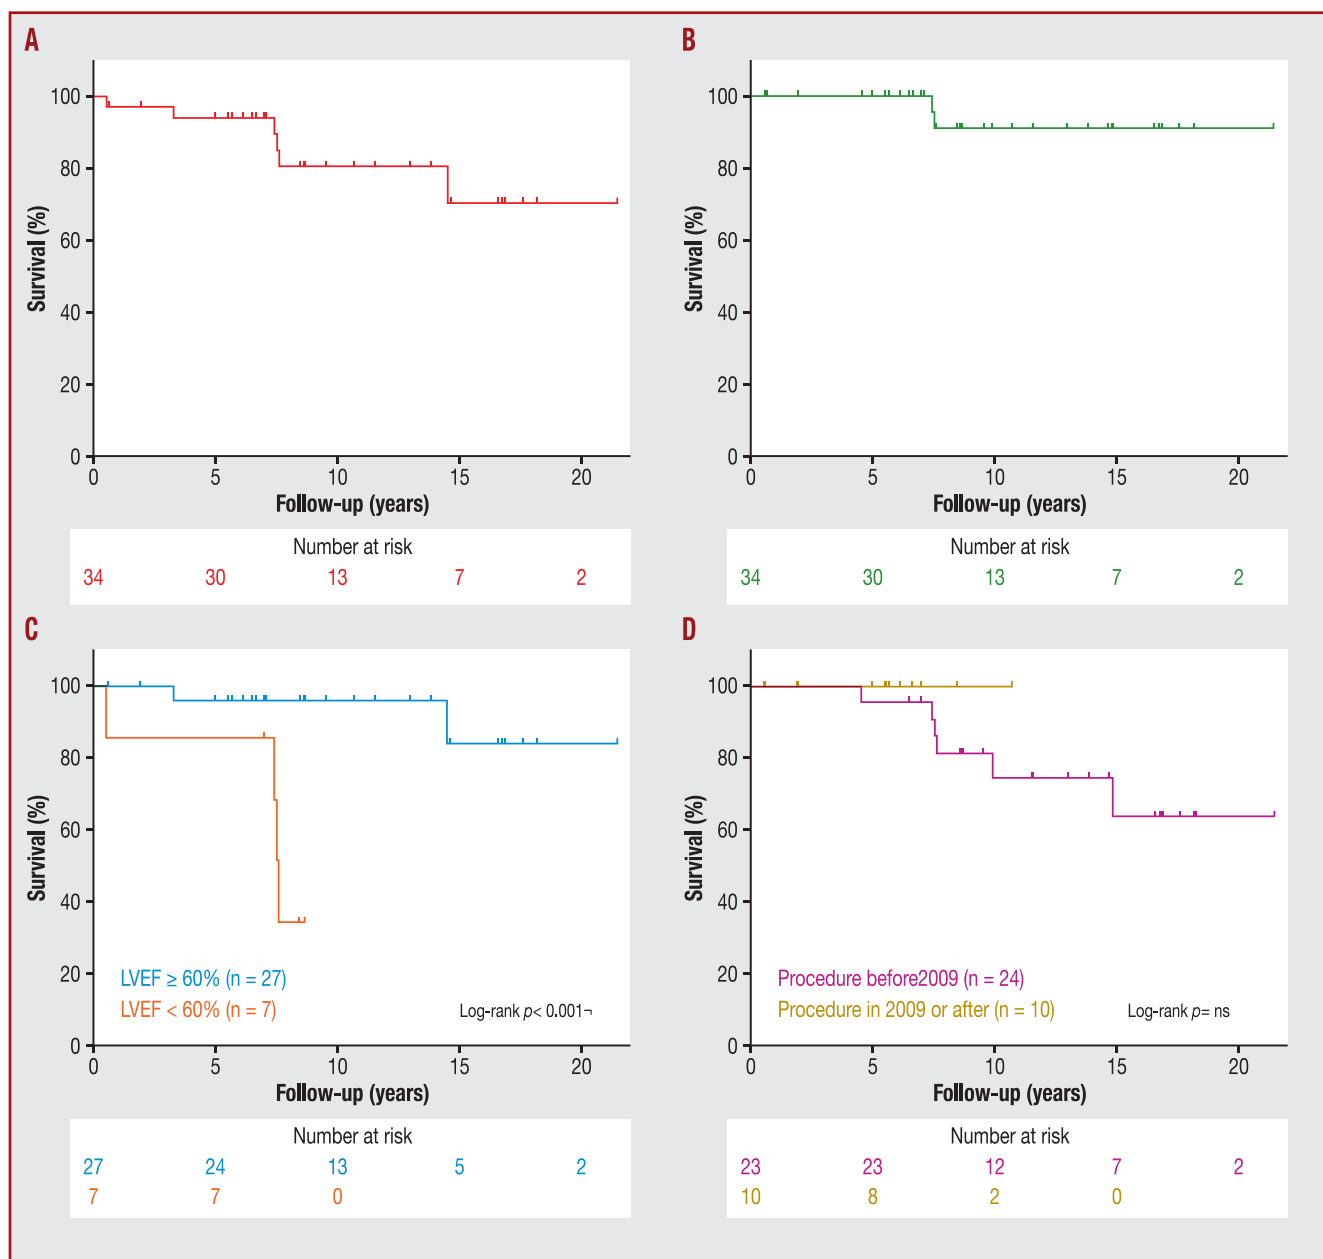 A
100
80
60
40
20
0
Survival (%)
0 5 10 15 20
Follow-up (years)
Number at risk
34 30 13 7 2
B
100
80
60
40
20
0
Survival (%)
0 5 10 15 20
Follow-up (years)
Number at risk
34 30 13 7 2
C
100
80
60
40
20
0
Survival (%)
LVEF ≥ 60% (n = 27)
LVEF < 60% (n = 7)
Log-rank p< 0.001¬
0 5 10 15 20
Follow-up (years)
Number at risk
27 24 13 5 2
7 7 0
D
100
80
60
40
20
0
Survival (%)
Procedure before2009 (n = 24)
Procedure in 2009 or after (n = 10)
Log-rank p= ns
0 5 10 15 20
Follow-up (years)
Number at risk
23 23 12 7 2
10 8 2 0